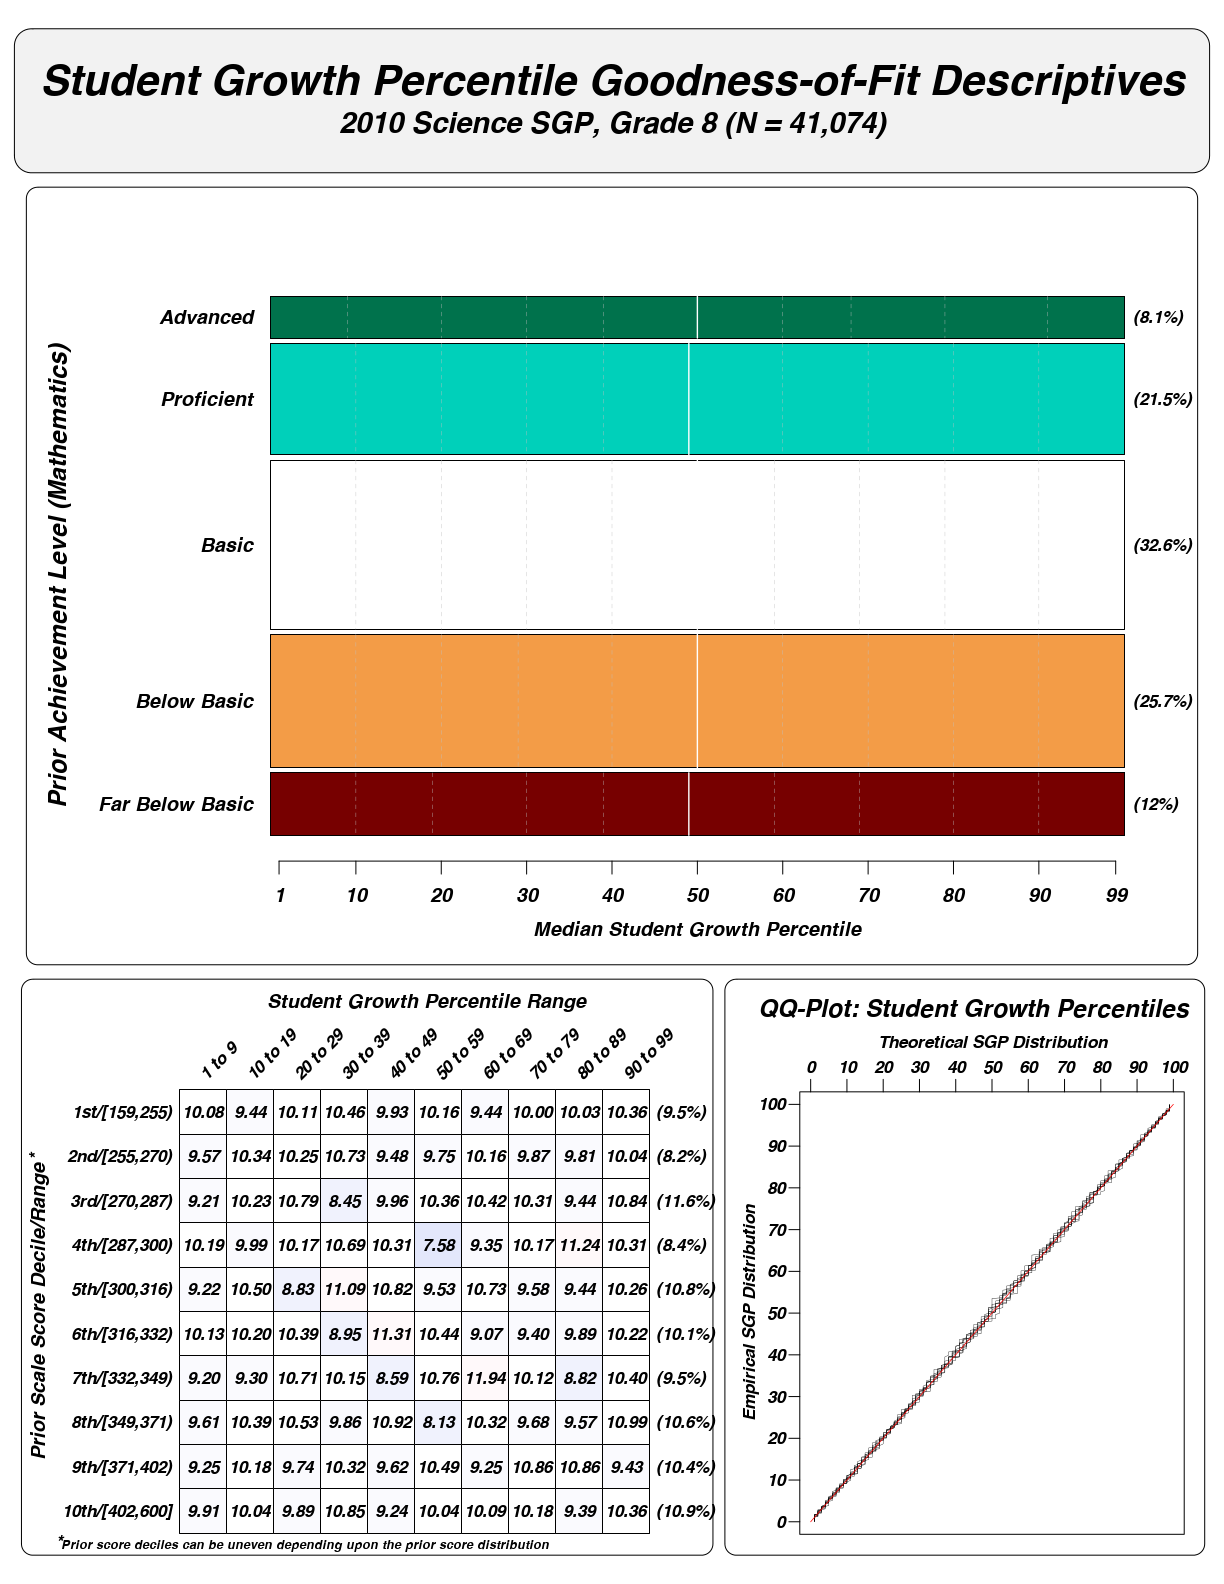 Student Growth Percentile Goodness-of-Fit Descriptives
2010 Science SGP, Grade 8 (N = 41,074)
Prior Achievement Level (Mathematics)
Advanced (8.1%)
Proficient (21.5%)
Basic (32.6%)
Below Basic (25.7%)
Far Below Basic (12%)
1 10 20 30 40 50 60 70 80 90 99
Median Student Growth Percentile
Student Growth Percentile Range
1 to 9 10 to 19 20 to 29 30 to 39 40 to 49 50 to 59 60 to 69 70 to 79 80 to 89 90 to 99
Prior Scale Score Decile/Range*
1st/[159,255) 10.08 9.44 10.11 10.46 9.93 10.16 9.44 10.00 10.03 10.36 (9.5%)
2nd/[255,270) 9.57 10.34 10.25 10.73 9.48 9.75 10.16 9.87 9.81 10.04 (8.2%)
3rd/[270,287) 9.21 10.23 10.79 8.45 9.96 10.36 10.42 10.31 9.44 10.84 (11.6%)
4th/[287,300) 10.19 9.99 10.17 10.69 10.31 7.58 9.35 10.17 11.24 10.31 (8.4%)
5th/[300,316) 9.22 10.50 8.83 11.09 10.82 9.53 10.73 9.58 9.44 10.26 (10.8%)
6th/[316,332) 10.13 10.20 10.39 8.95 11.31 10.44 9.07 9.40 9.89 10.22 (10.1%)
7th/[332,349) 9.20 9.30 10.71 10.15 8.59 10.76 11.94 10.12 8.82 10.40 (9.5%)
8th/[349,371) 9.61 10.39 10.53 9.86 10.92 8.13 10.32 9.68 9.57 10.99 (10.6%)
9th/[371,402) 9.25 10.18 9.74 10.32 9.62 10.49 9.25 10.86 10.86 9.43 (10.4%)
10th/[402,600] 9.91 10.04 9.89 10.85 9.24 10.04 10.09 10.18 9.39 10.36 (10.9%)
*Prior score deciles can be uneven depending upon the prior score distribution
QQ-Plot: Student Growth Percentiles
Theoretical SGP Distribution
0 10 20 30 40 50 60 70 80 90 100
Empirical SGP Distribution
100
90
80
70
60
50
40
30
20
10
0